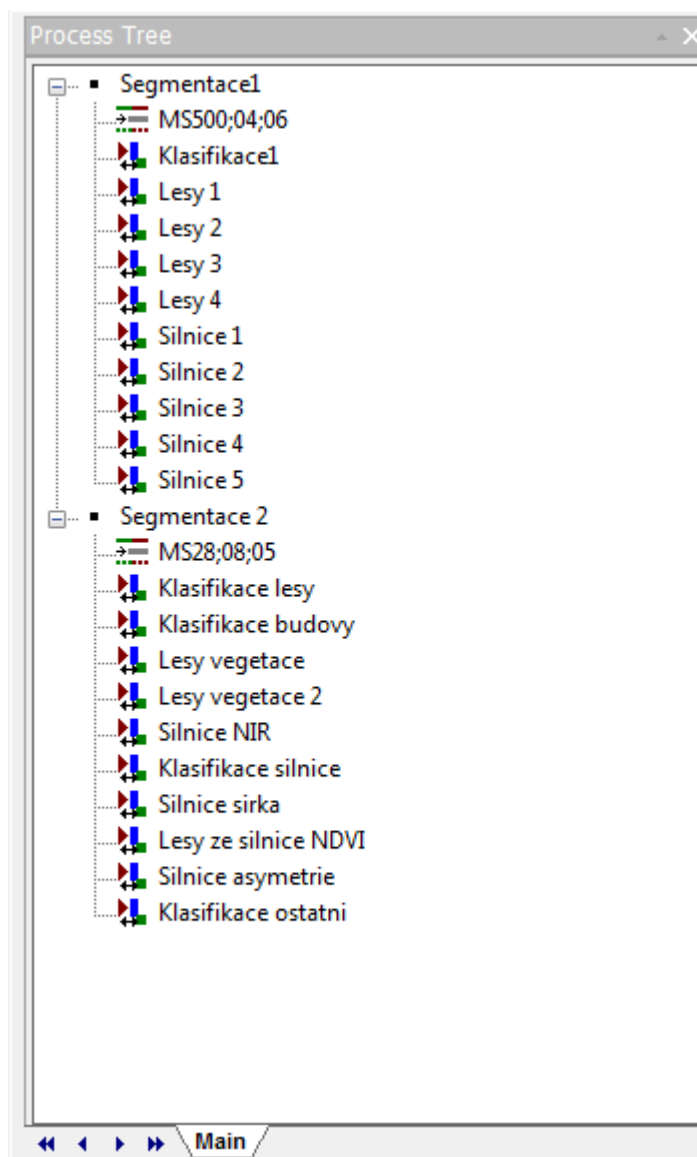 Process Tree
Segmentace1
MS500;04;06
Klasifikace1
Lesy 1
Lesy 2
Lesy 3
Lesy 4
Silnice 1
Silnice 2
Silnice 3
Silnice 4
Silnice 5
Segmentace 2
MS28;08;05
Klasifikace lesy
Klasifikace budovy
Lesy vegetace
Lesy vegetace 2
Silnice NIR
Klasifikace silnice
Silnice sirka
Lesy ze silnice NDVI
Silnice asymetrie
Klasifikace ostatni
Main